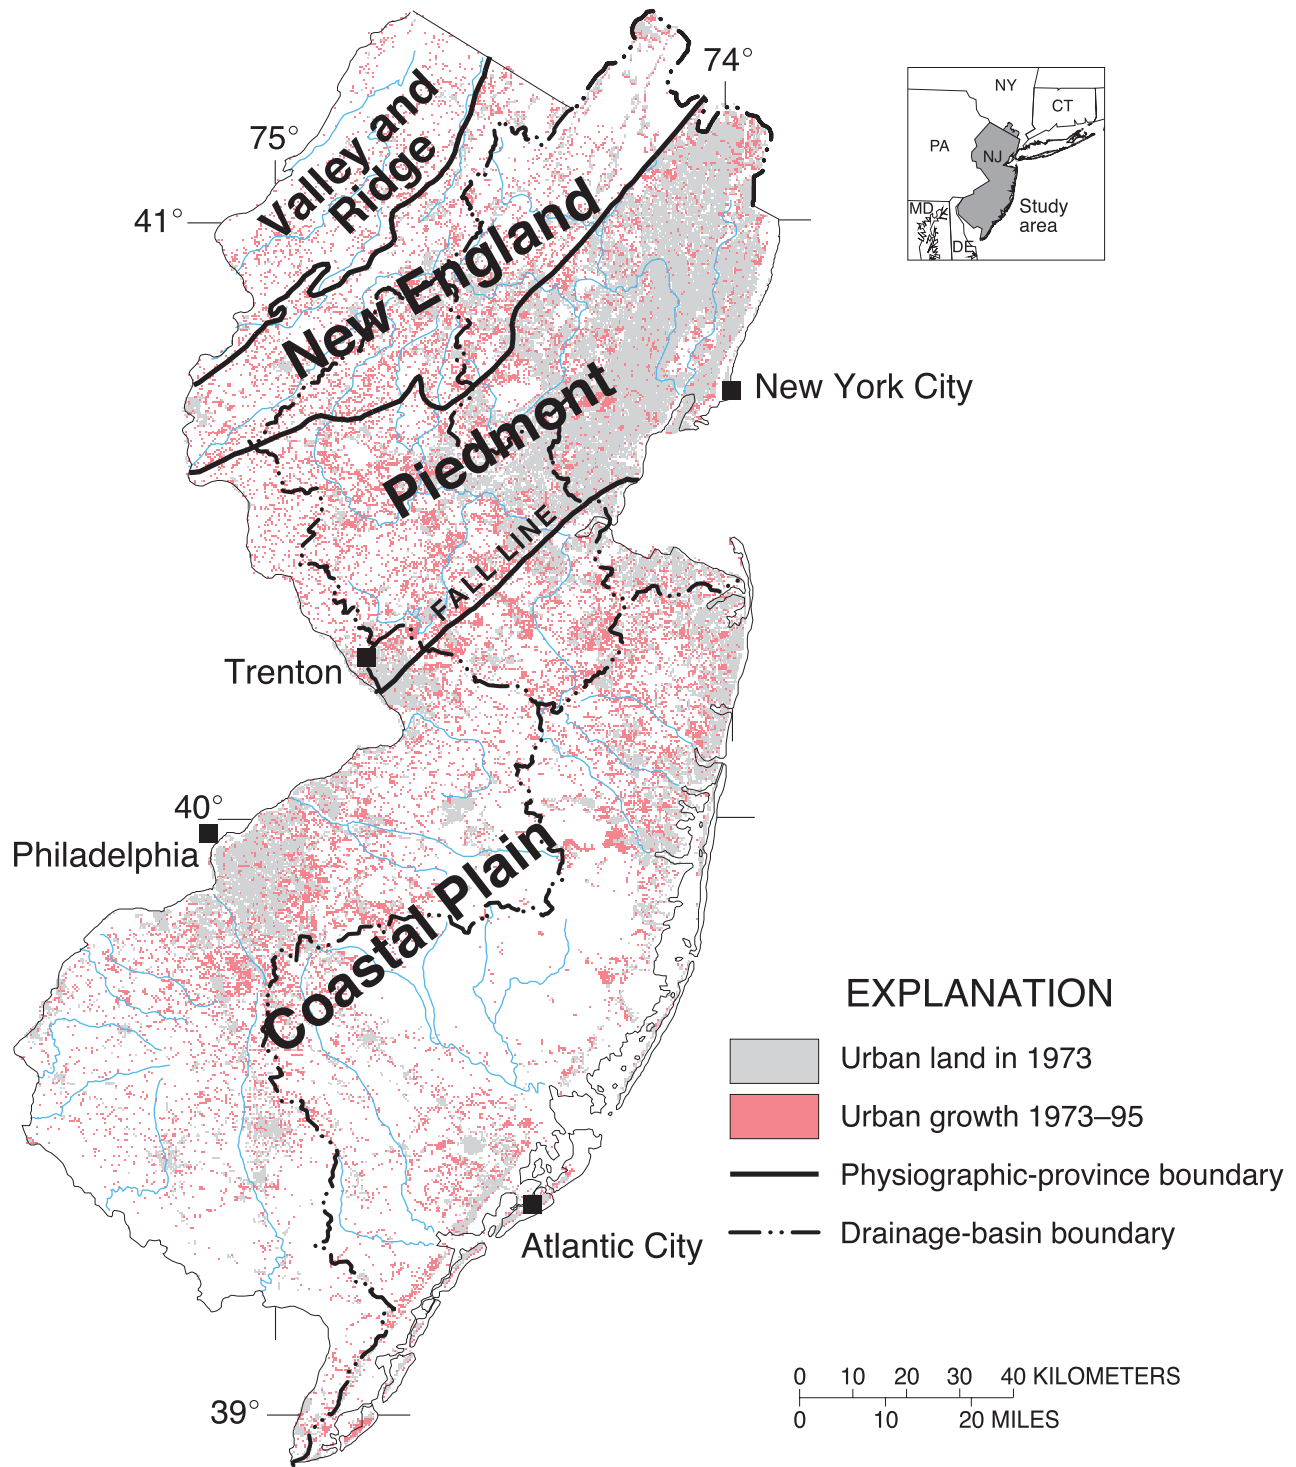 74°
NY
CT
PA
NJ
MD
DE
Study
area
75°
Valley and
Ridge
41°
New England
New York City
Piedmont
FALL LINE
Trenton
40°
Philadelphia
Coastal Plain
EXPLANATION
Urban land in 1973
Urban growth 1973–95
Physiographic-province boundary
Drainage-basin boundary
Atlantic City
39°
0 10 20 30 40 KILOMETERS
0 10 20 MILES